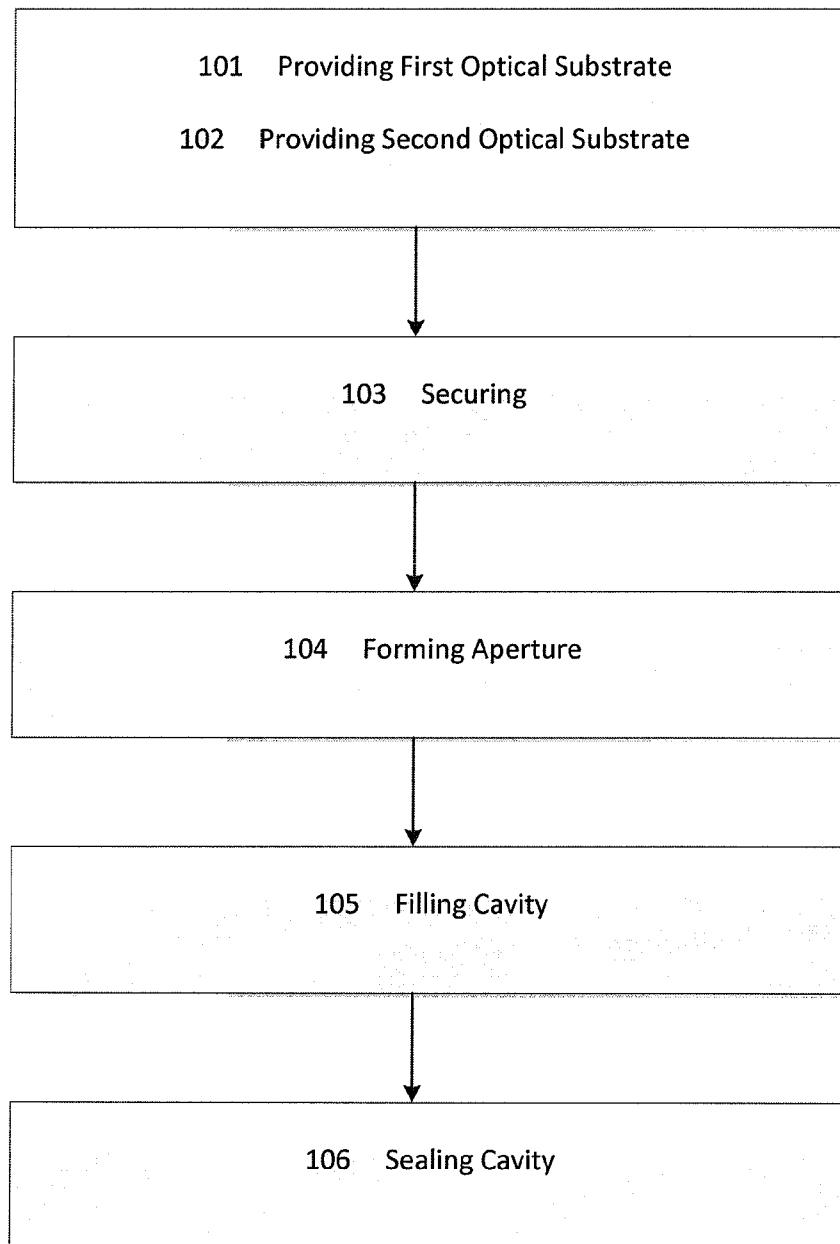 101 Providing First Optical Substrate
102 Providing Second Optical Substrate
103 Securing
104 Forming Aperture
105 Filling Cavity
106 Sealing Cavity